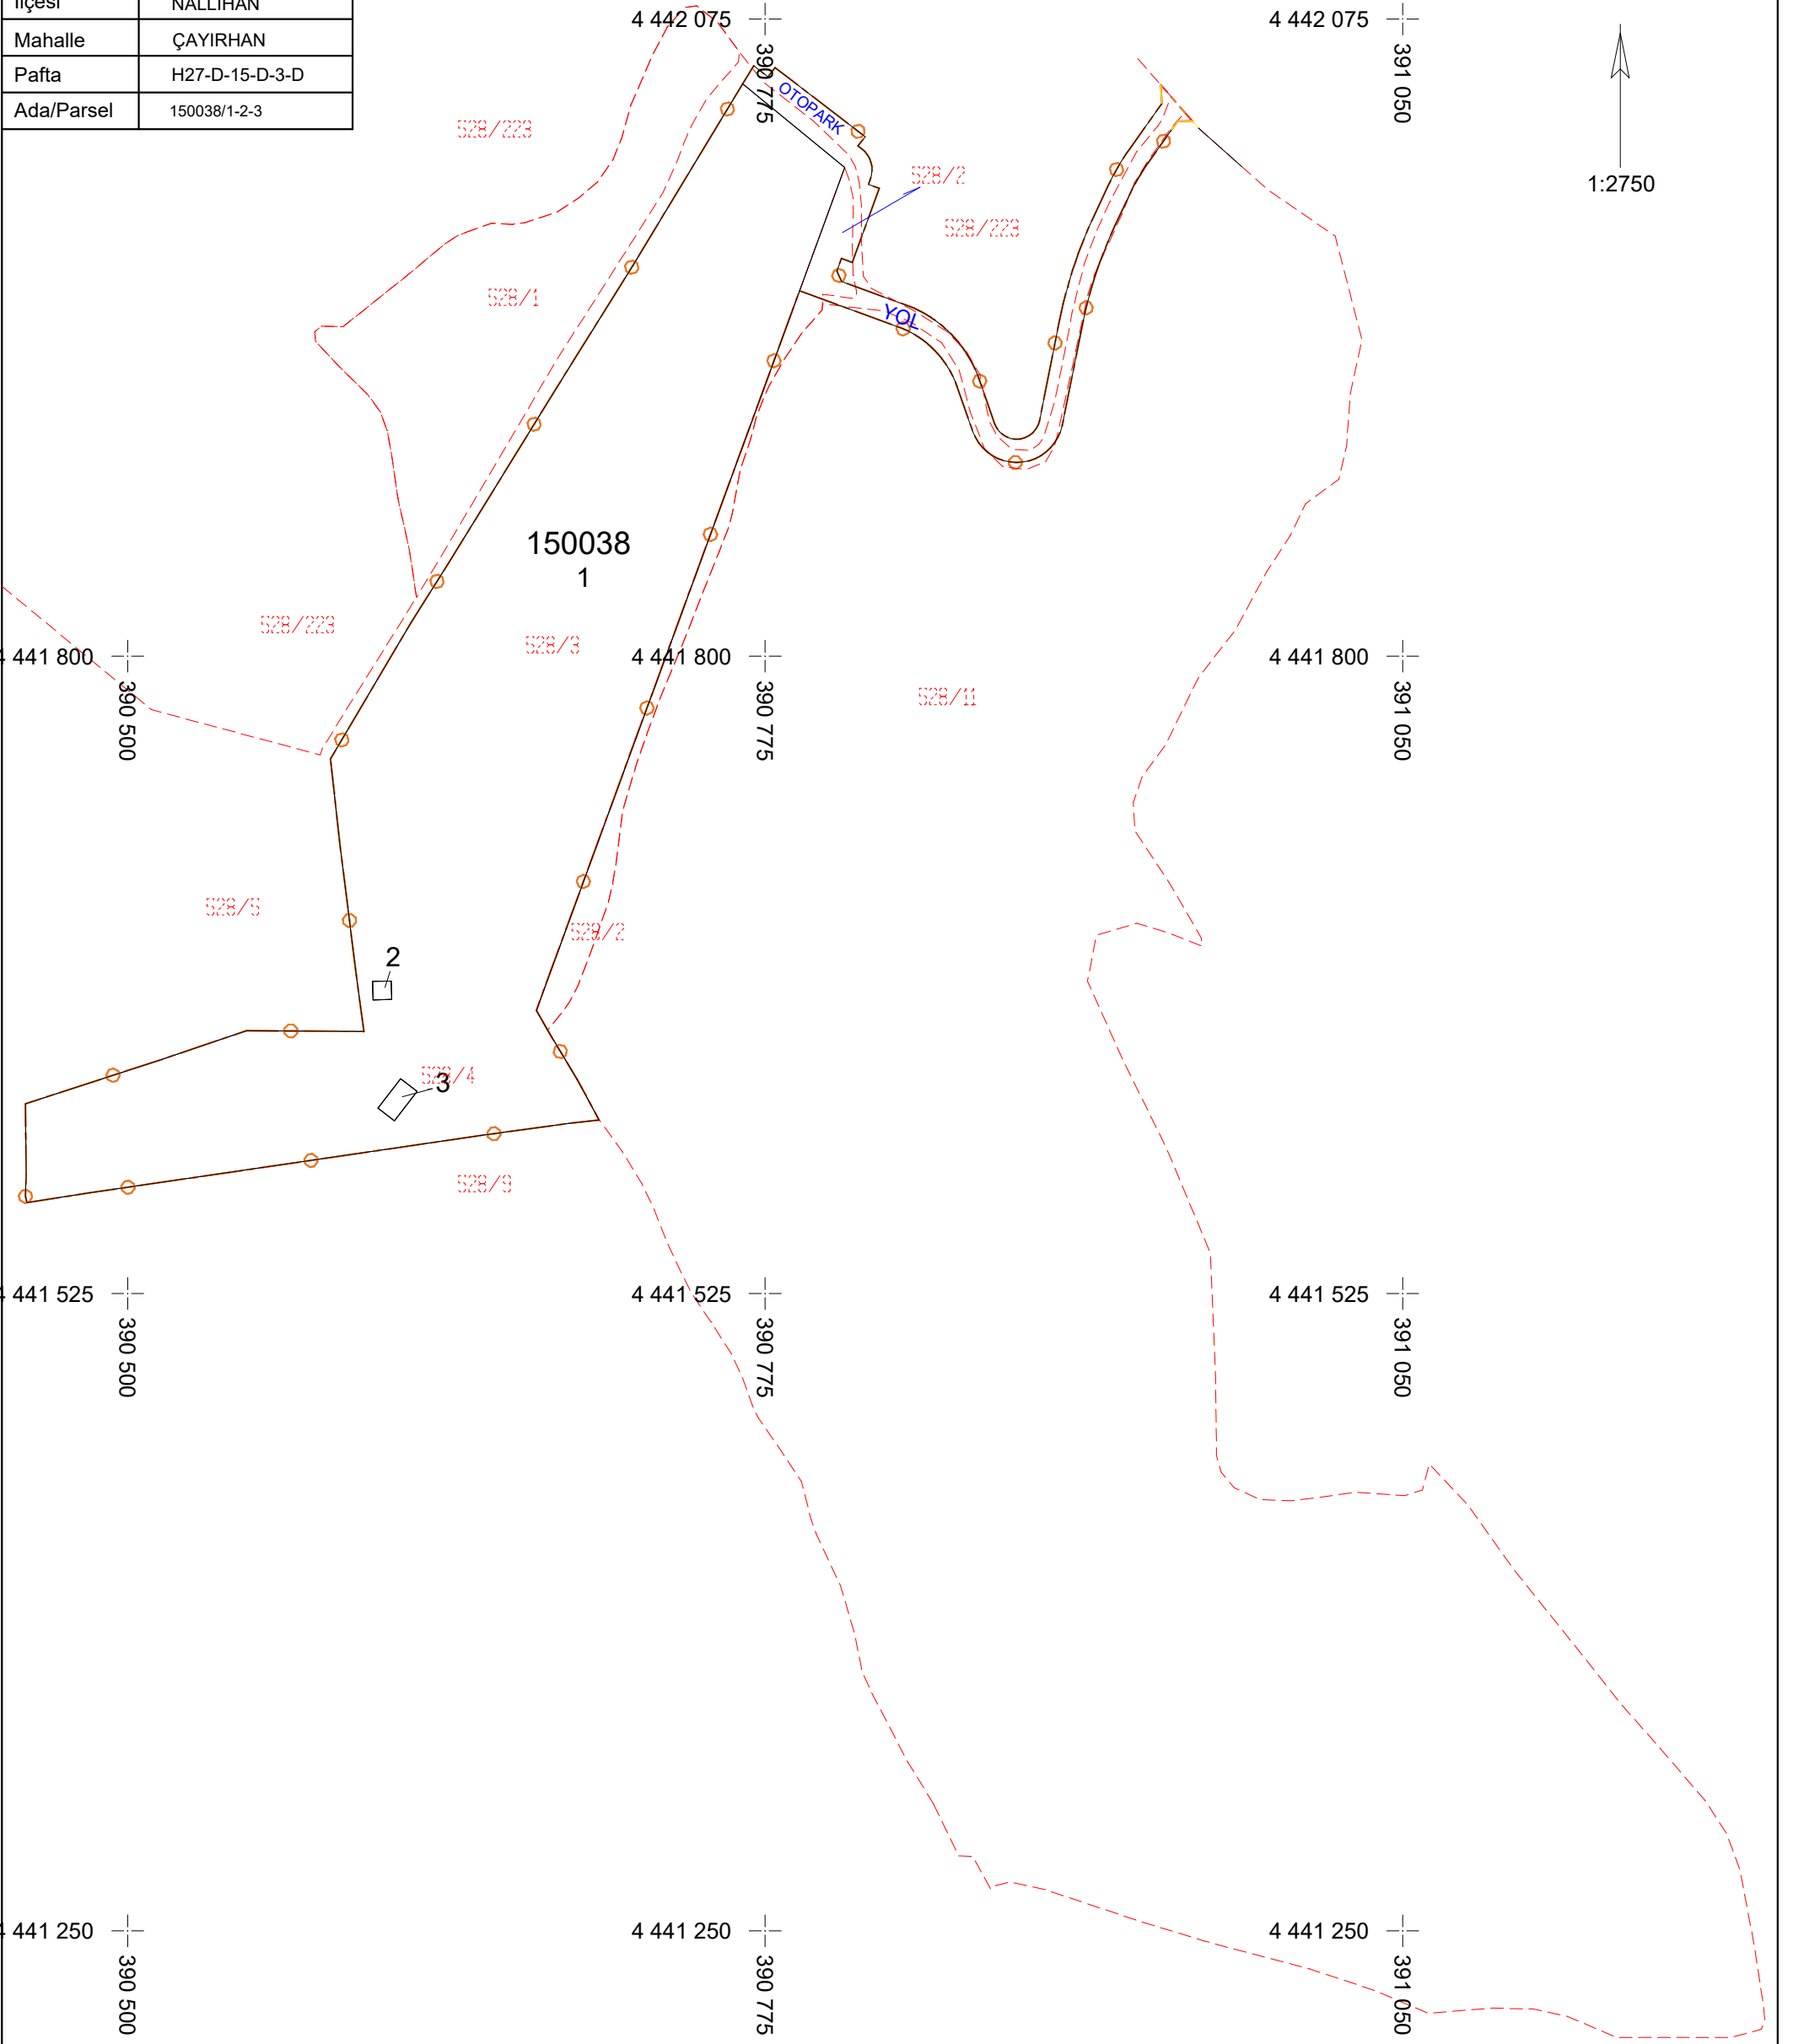 İlçesi NALLIHAN
Mahalle ÇAYIRHAN
Pafta H27-D-15-D-3-D
Ada/Parsel 150038/1-2-3
4 442 075
390 775
4 442 075
391 050
1:2750
OTOPARK
528/223
528/2
528/223
528/1
YOL
150038
1
528/223
528/3
4 441 800
390 500
4 441 800
390 775
4 441 800
391 050
528/11
528/5
528/2
2
528/4
3
528/9
4 441 525
390 500
4 441 525
390 775
4 441 525
391 050
4 441 250
390 500
4 441 250
390 775
4 441 250
391 050